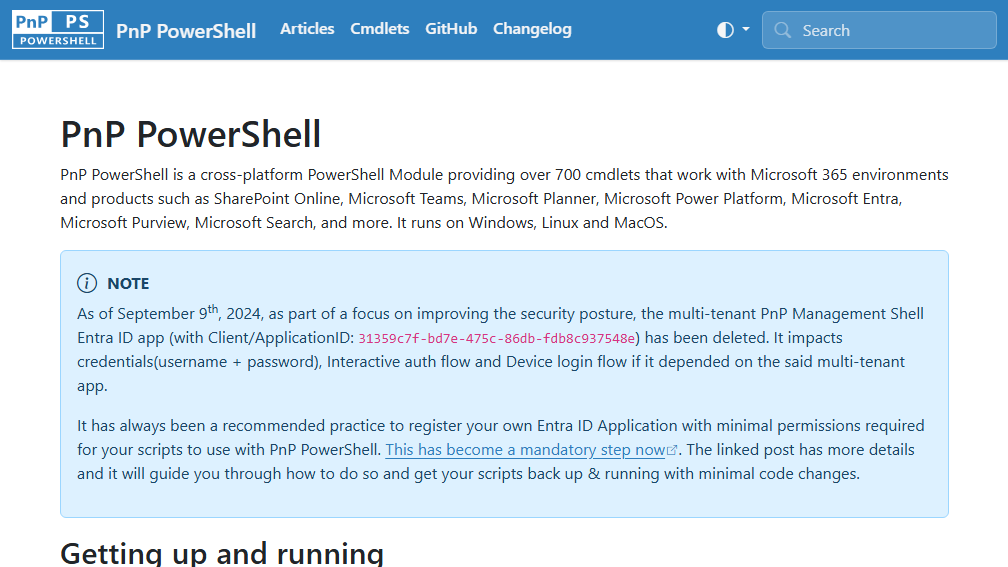 PnP PS
POWERSHELL
PnP PowerShell
Articles Cmdlets GitHub Changelog
Search
PnP PowerShell
PnP PowerShell is a cross-platform PowerShell Module providing over 700 cmdlets that work with Microsoft 365 environments
and products such as SharePoint Online, Microsoft Teams, Microsoft Planner, Microsoft Power Platform, Microsoft Entra,
Microsoft Purview, Microsoft Search, and more. It runs on Windows, Linux and MacOS.
NOTE
As of September 9th, 2024, as part of a focus on improving the security posture, the multi-tenant PnP Management Shell
Entra ID app (with Client/ApplicationID: 31359c7f-bd7e-475c-86db-fdb8c937548e) has been deleted. It impacts
credentials(username + password), Interactive auth flow and Device login flow if it depended on the said multi-tenant
app.
It has always been a recommended practice to register your own Entra ID Application with minimal permissions required
for your scripts to use with PnP PowerShell. This has become a mandatory step now. The linked post has more details
and it will guide you through how to do so and get your scripts back up & running with minimal code changes.
Getting up and running